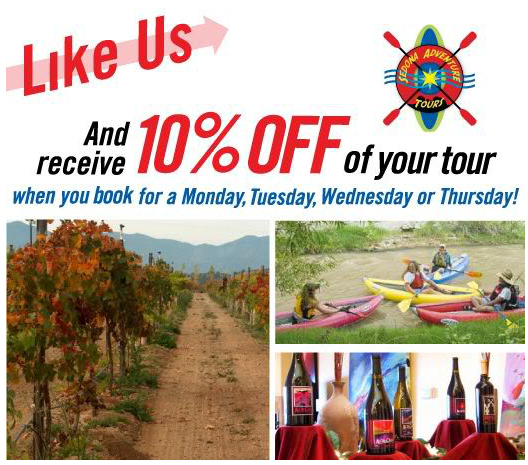 Like Us
SEDONA ADVENTURE
TOURS
And
receive 10% OFF of your tour
when you book for a Monday, Tuesday, Wednesday or Thursday!